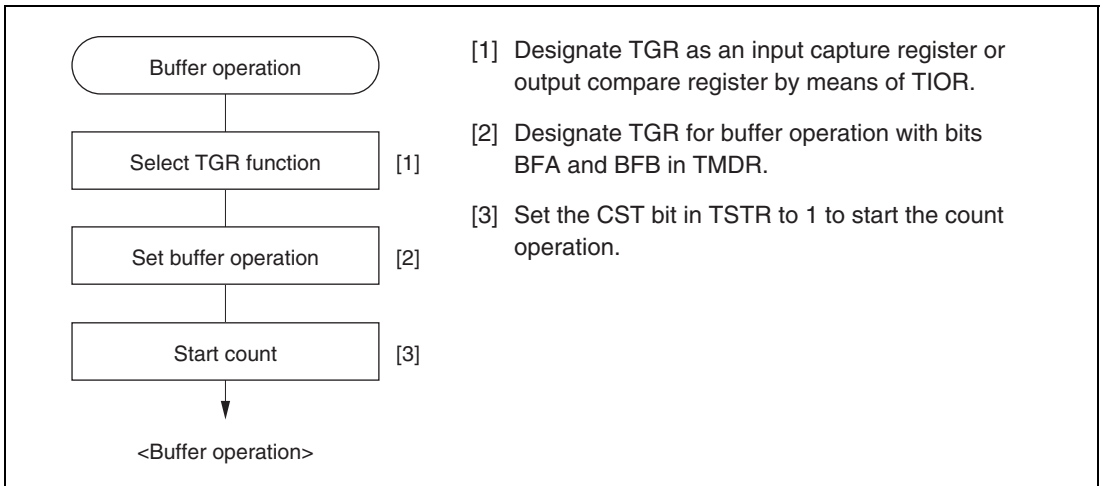 Buffer operation
Select TGR function [1]
Set buffer operation [2]
Start count [3]
<Buffer operation>
[1] Designate TGR as an input capture register or
output compare register by means of TIOR.
[2] Designate TGR for buffer operation with bits
BFA and BFB in TMDR.
[3] Set the CST bit in TSTR to 1 to start the count
operation.